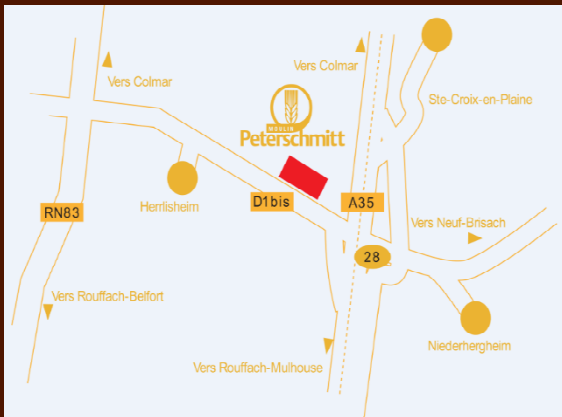 Vers Colmar
Vers Colmar
Ste-Croix-en-Plaine
MOULIN
Peterschmitt
Herrlisheim
D1bis
A35
RN83
Vers Neuf-Brisach
28
Vers Rouffach-Belfort
Niederhergheim
Vers Rouffach-Mulhouse